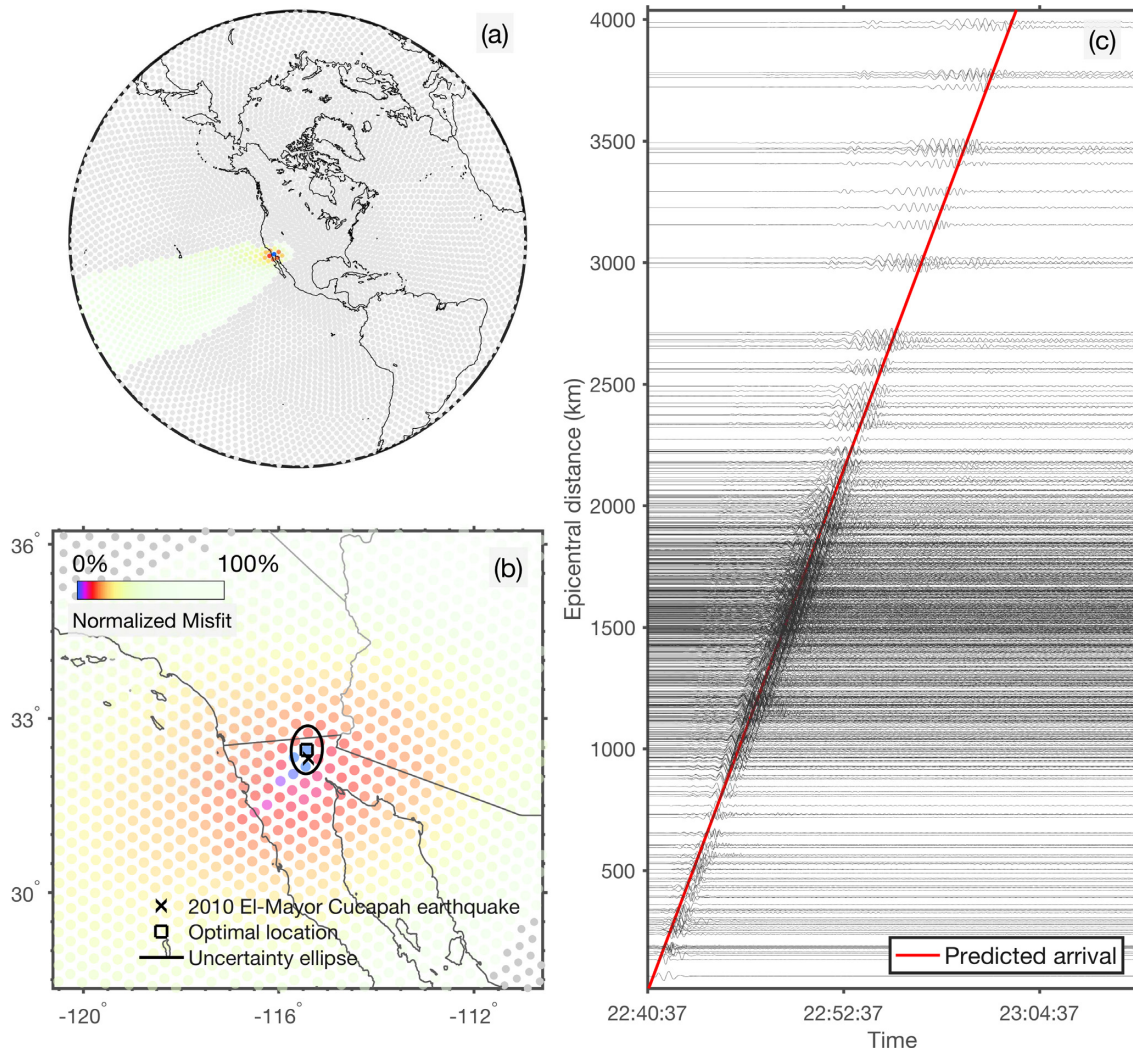 (a)
36°
33°
30°
-120°
-116°
-112°
(b)
0%
100%
Normalized Misfit
2010 El-Mayor Cucapah earthquake
Optimal location
Uncertainty ellipse
(c)
4000
3500
3000
2500
2000
1500
1000
500
Epicentral distance (km)
Predicted arrival
22:40:37
22:52:37
23:04:37
Time